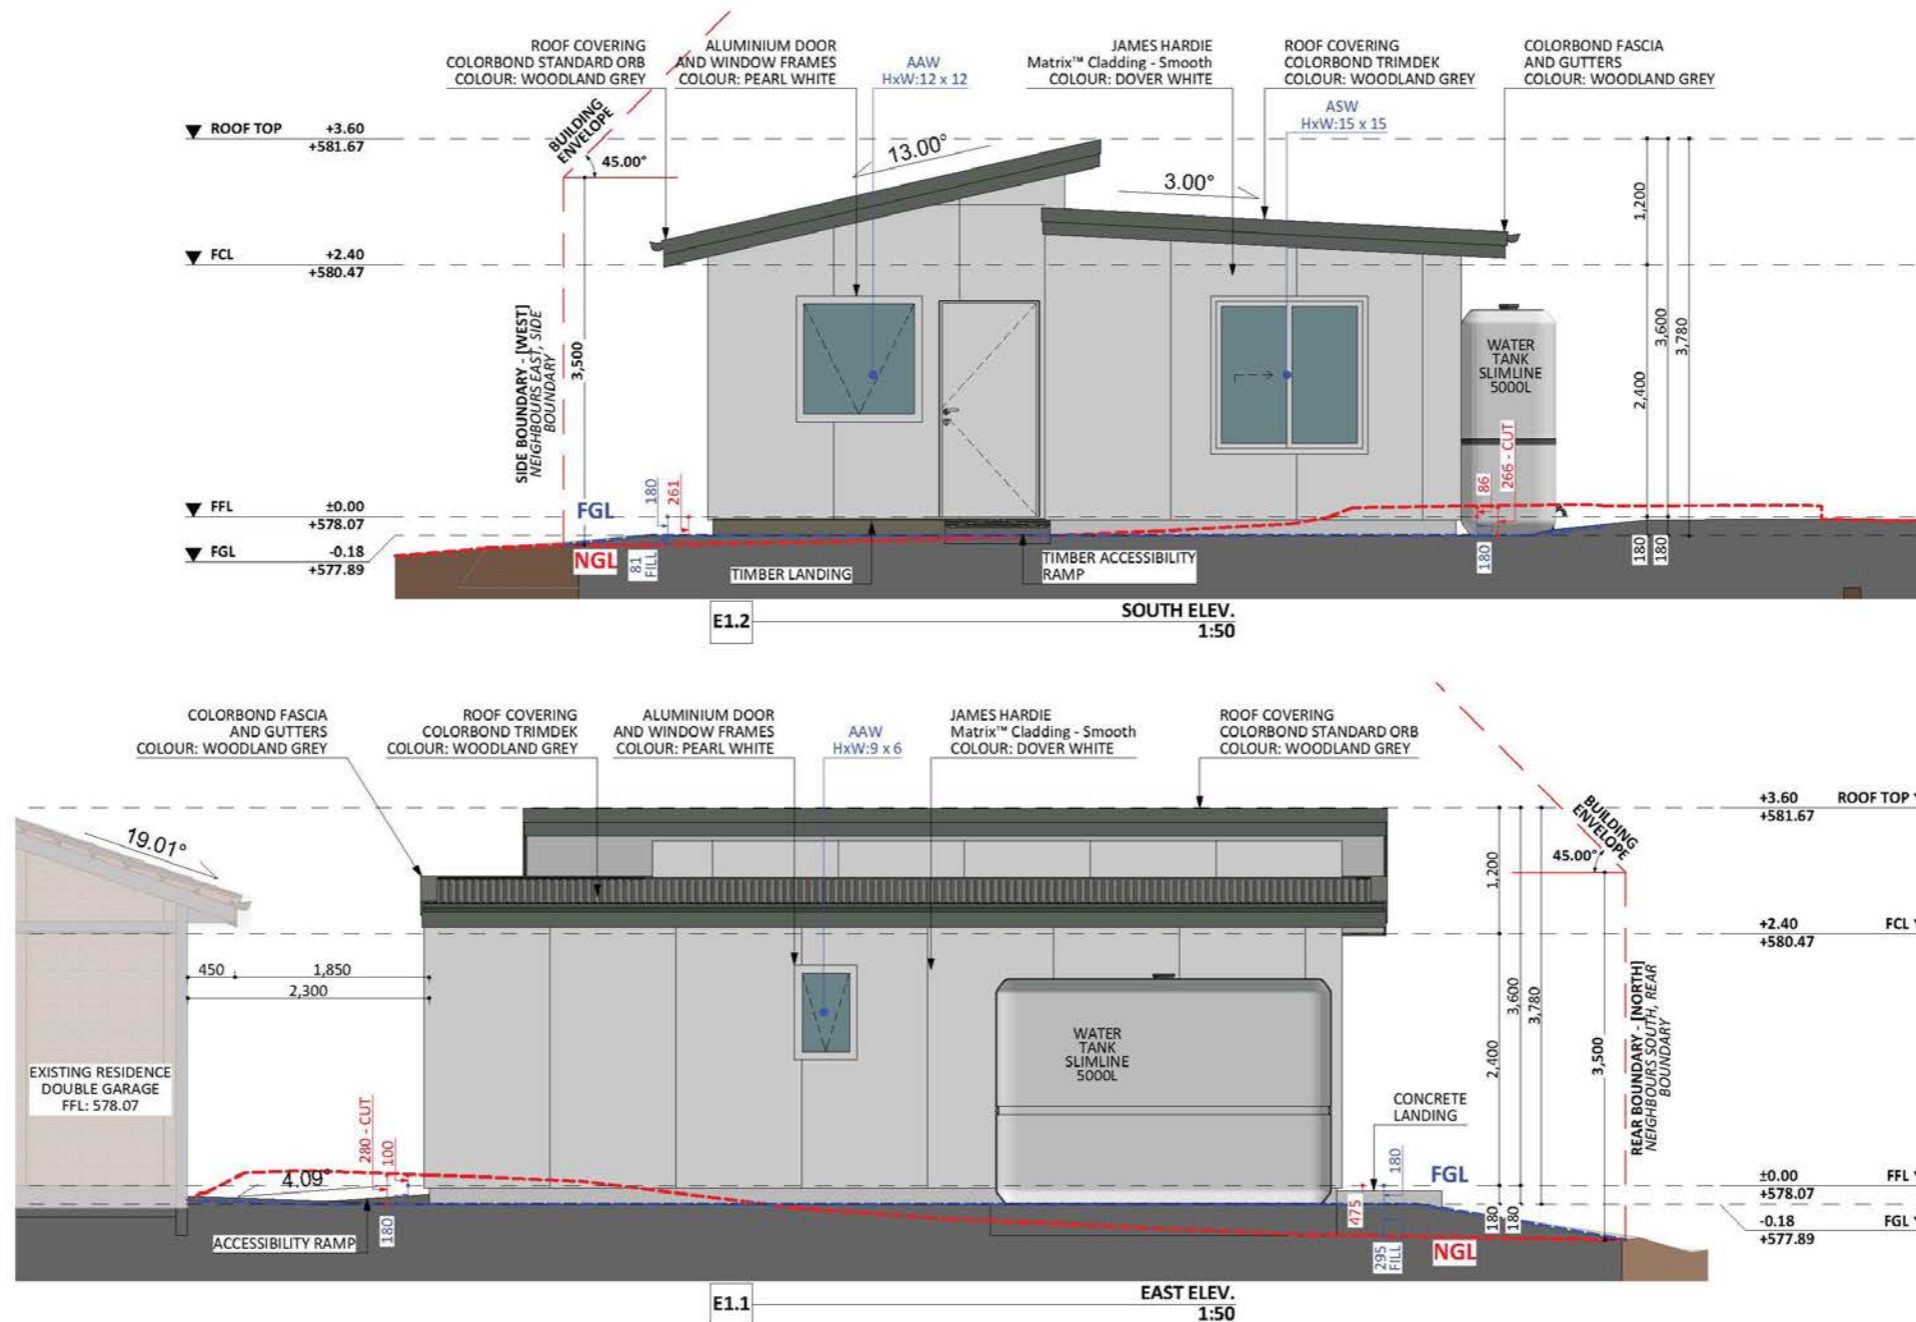 ROOF COVERING
COLORBOND STANDARD ORB
COLOUR: WOODLAND GREY
ALUMINIUM DOOR
AND WINDOW FRAMES
COLOUR: PEARL WHITE
AAW
HxW:12 x 12
JAMES HARDIE
Matrix™ Cladding - Smooth
COLOUR: DOVER WHITE
ROOF COVERING
COLORBOND TRIMDEK
COLOUR: WOODLAND GREY
COLORBOND FASCIA
AND GUTTERS
COLOUR: WOODLAND GREY
ASW
HxW:15 x 15
ROOF TOP +3.60
+581.67
BUILDING
ENVELOPE
45.00°
13.00°
3.00°
1,200
FCL +2.40
+580.47
SIDE BOUNDARY - [WEST]
NEIGHBOURS EAST, SIDE
BOUNDARY
3,500
WATER
TANK
SLIMLINE
5000L
2,400
3,600
3,780
FFL ±0.00
+578.07
FGL -0.18
+577.89
FGL
NGL
180
261
81
FILL
86
266 - CUT
180
180
180
TIMBER LANDING
TIMBER ACCESSIBILITY
RAMP
E1.2
SOUTH ELEV.
1:50
COLORBOND FASCIA
AND GUTTERS
COLOUR: WOODLAND GREY
ROOF COVERING
COLORBOND TRIMDEK
COLOUR: WOODLAND GREY
ALUMINIUM DOOR
AND WINDOW FRAMES
COLOUR: PEARL WHITE
AAW
HxW:9 x 6
JAMES HARDIE
Matrix™ Cladding - Smooth
COLOUR: DOVER WHITE
ROOF COVERING
COLORBOND STANDARD ORB
COLOUR: WOODLAND GREY
+3.60 ROOF TOP
+581.67
BUILDING
ENVELOPE
45.00°
19.01°
1,200
+2.40 FCL
+580.47
450
1,850
2,300
REAR BOUNDARY - [NORTH]
NEIGHBOURS SOUTH, REAR
BOUNDARY
3,500
2,400
3,600
3,780
WATER
TANK
SLIMLINE
5000L
EXISTING RESIDENCE
DOUBLE GARAGE
FFL: 578.07
CONCRETE
LANDING
280 - CUT
100
180
4.09°
ACCESSIBILITY RAMP
180
475
295
FILL
FGL
NGL
180
180
±0.00 FFL
+578.07
-0.18 FGL
+577.89
E1.1
EAST ELEV.
1:50